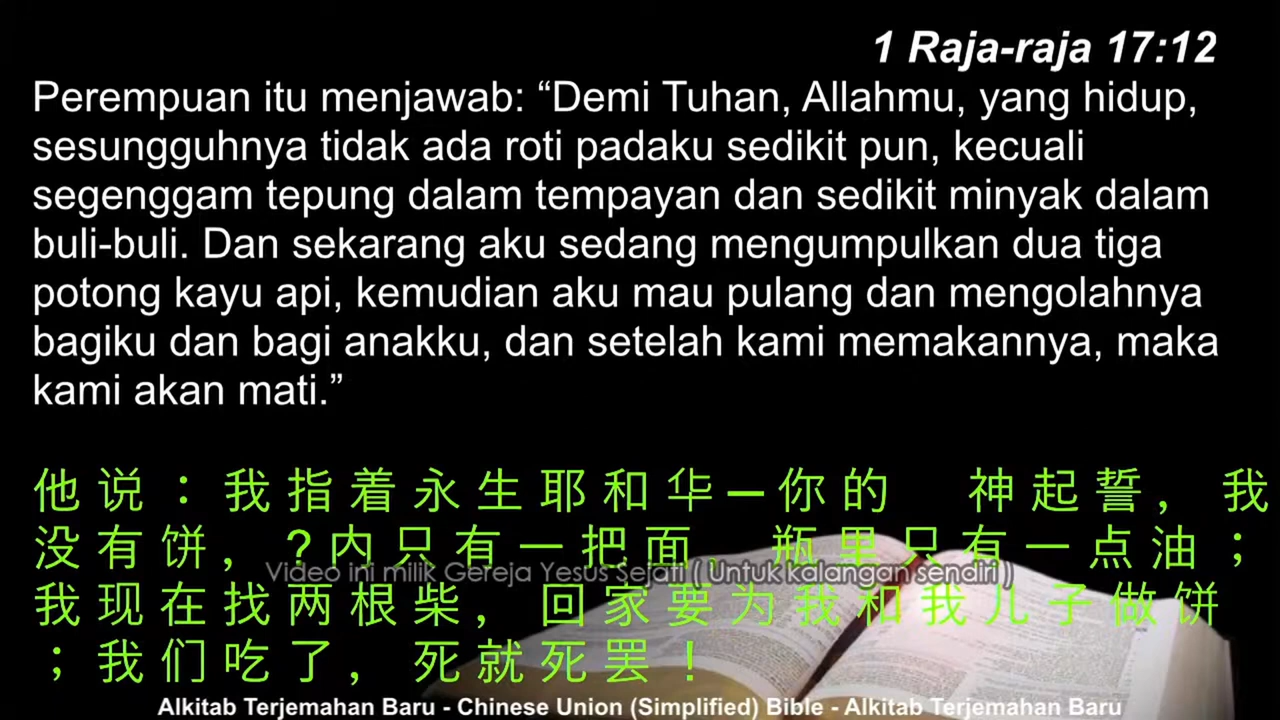 1 Raja-raja 17:12
Perempuan itu menjawab: “Demi Tuhan, Allahmu, yang hidup,
sesungguhnya tidak ada roti padaku sedikit pun, kecuali
segenggam tepung dalam tempayan dan sedikit minyak dalam
buli-buli. Dan sekarang aku sedang mengumpulkan dua tiga
potong kayu api, kemudian aku mau pulang dan mengolahnya
bagiku dan bagi anakku, dan setelah kami memakannya, maka
kami akan mati.”
他说：我指着永生耶和华─你的　神起誓，我
没有饼，?内只有一把面，瓶里只有一点油；
Video ini milik Gereja Yesus Sejati ( Untuk kalangan sendiri )
我现在找两根柴，回家要为我和我儿子做饼
；我们吃了，死就死罢！
Alkitab Terjemahan Baru - Chinese Union (Simplified) Bible - Alkitab Terjemahan Baru